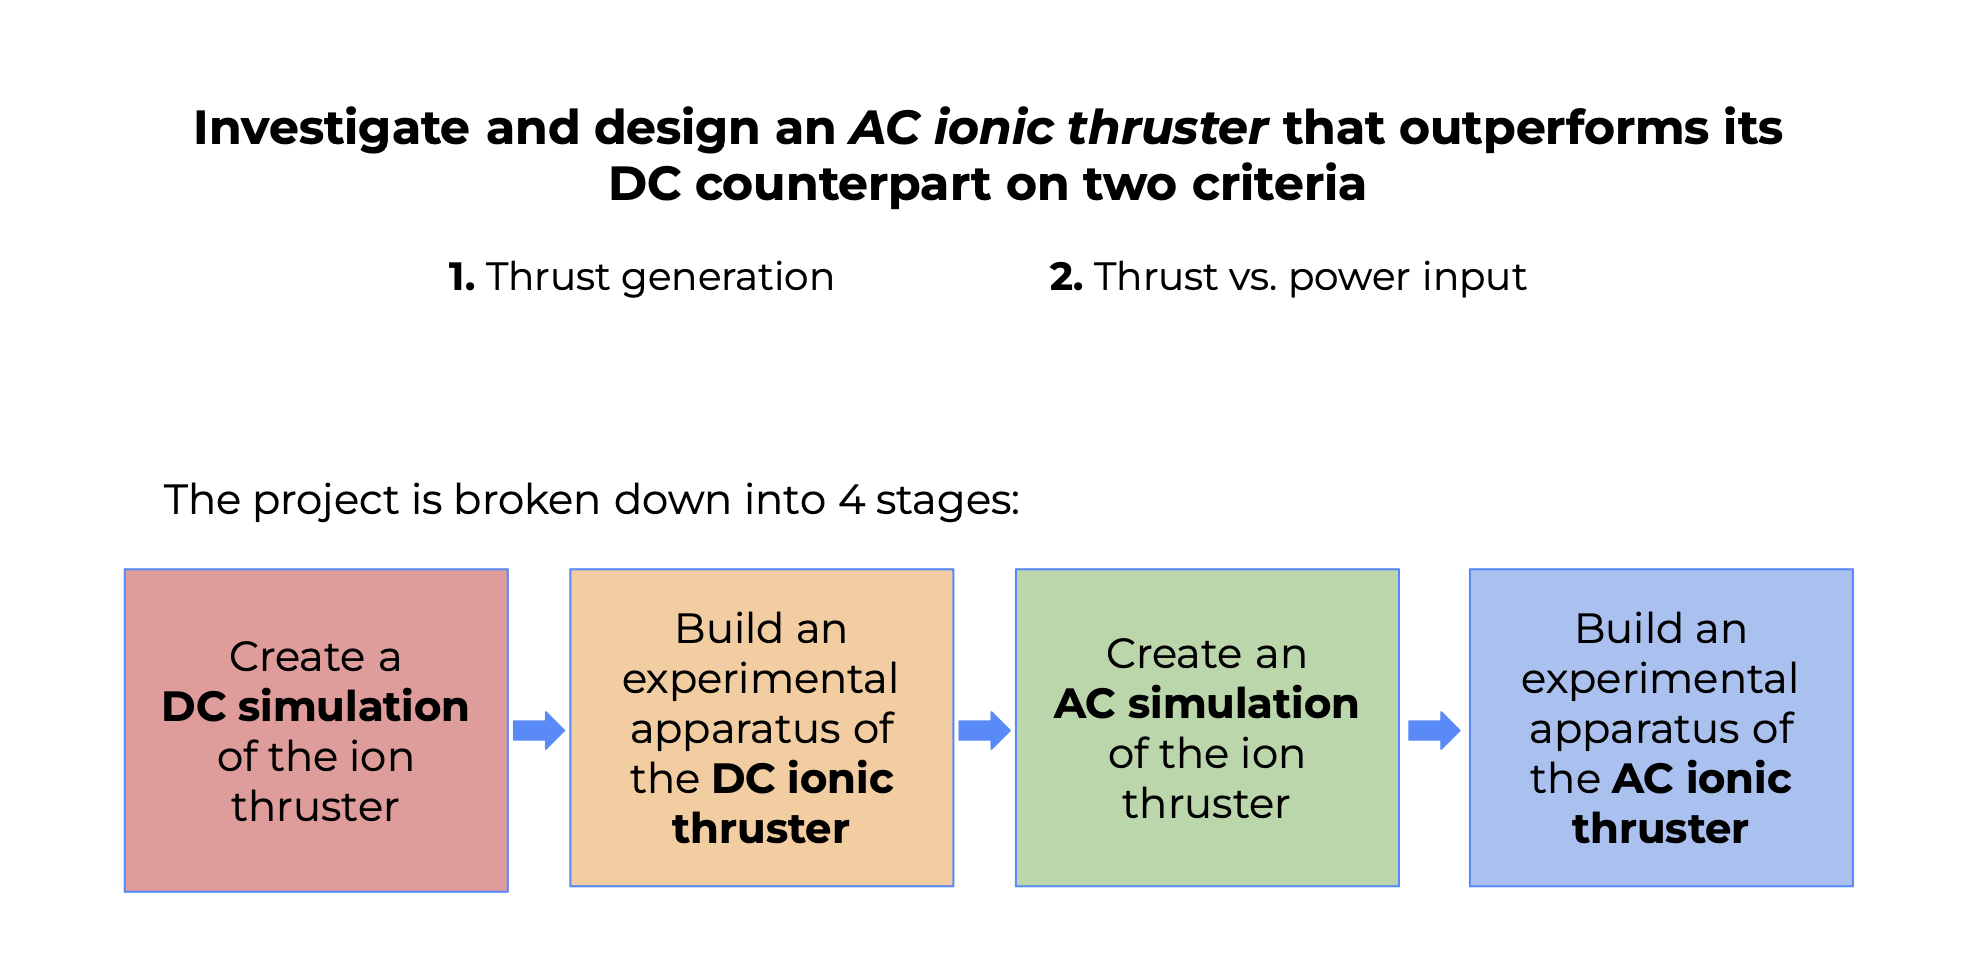 Investigate and design an AC ionic thruster that outperforms its
DC counterpart on two criteria
1. Thrust generation
2. Thrust vs. power input
The project is broken down into 4 stages:
Create a
DC simulation
of the ion
thruster
Build an
experimental
apparatus of
the DC ionic
thruster
Create an
AC simulation
of the ion
thruster
Build an
experimental
apparatus of
the AC ionic
thruster